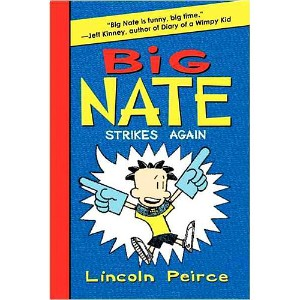 "Big Nate is funny, big time."
—Jeff Kinney, author of Diary of a Wimpy Kid
BiG
NATE
STRIKES AGAIN
Lincoln Peirce